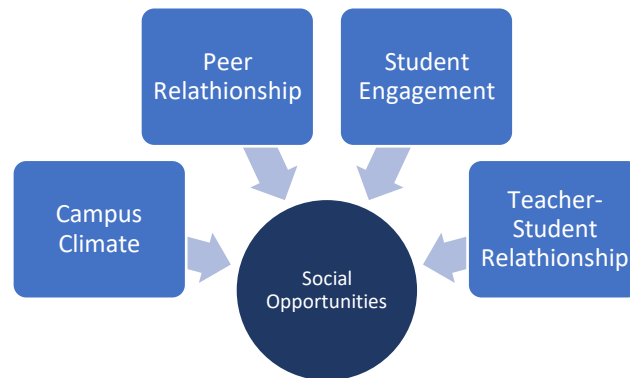 Peer
Relathionship
Student
Engagement
Campus
Climate
Teacher-
Student
Relathionship
Social
Opportunities